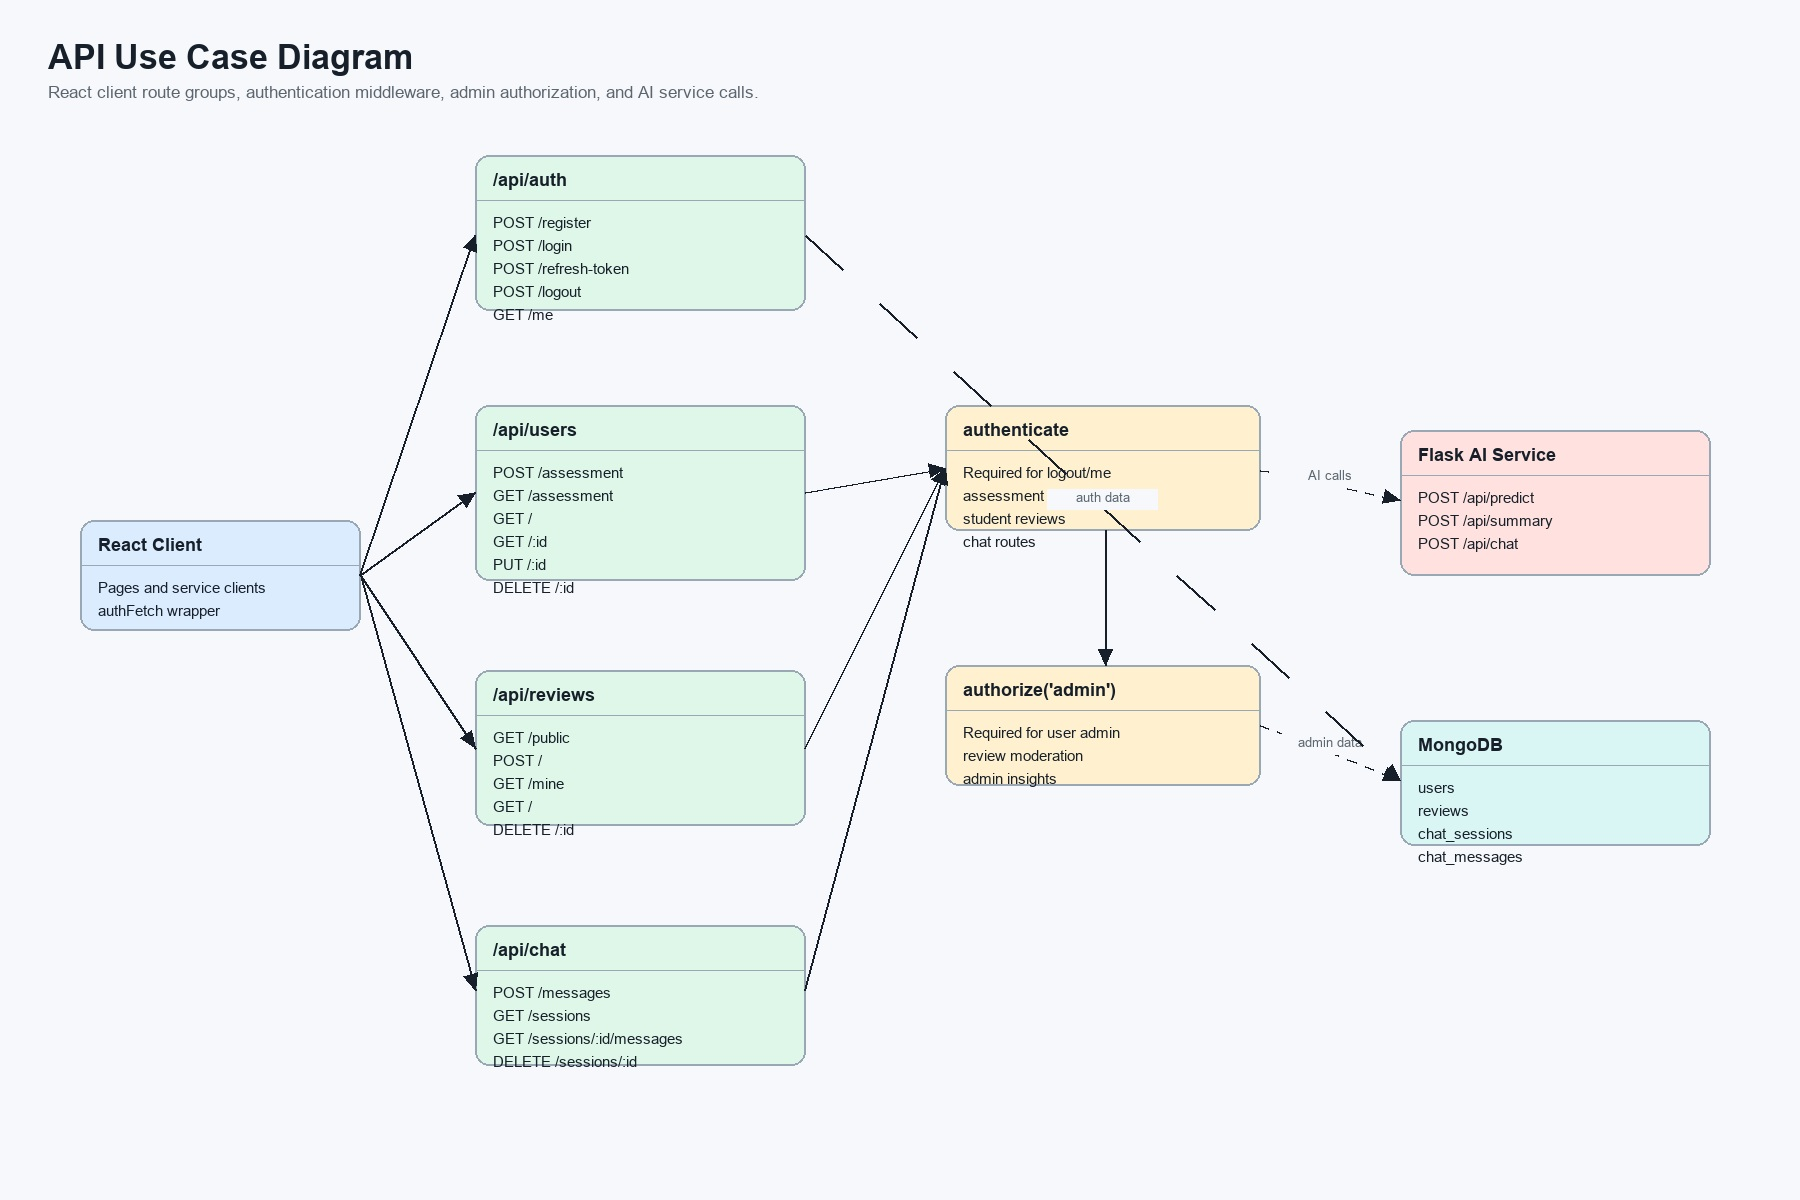 API Use Case Diagram
React client route groups, authentication middleware, admin authorization, and AI service calls.
/api/auth
POST /register
POST /login
POST /refresh-token
POST /logout
GET /me
/api/users
POST /assessment
GET /assessment
GET /
GET /:id
PUT /:id
DELETE /:id
authenticate
Required for logout/me
assessment
student reviews
chat routes
auth data
AI calls
Flask AI Service
POST /api/predict
POST /api/summary
POST /api/chat
React Client
Pages and service clients
authFetch wrapper
/api/reviews
GET /public
POST /
GET /mine
GET /
DELETE /:id
authorize('admin')
Required for user admin
review moderation
admin insights
admin data
MongoDB
users
reviews
chat_sessions
chat_messages
/api/chat
POST /messages
GET /sessions
GET /sessions/:id/messages
DELETE /sessions/:id